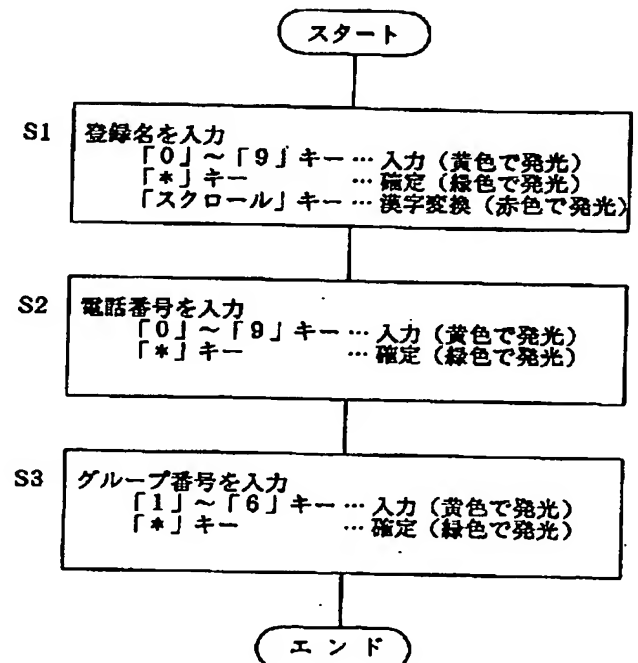 スタート
S1 登録名を入力
「0」～「9」キー … 入力（黄色で発光）
「*」キー … 確定（緑色で発光）
「スクロール」キー … 漢字変換（赤色で発光）
S2 電話番号を入力
「0」～「9」キー … 入力（黄色で発光）
「*」キー … 確定（緑色で発光）
S3 グループ番号を入力
「1」～「6」キー … 入力（黄色で発光）
「*」キー … 確定（緑色で発光）
エンド